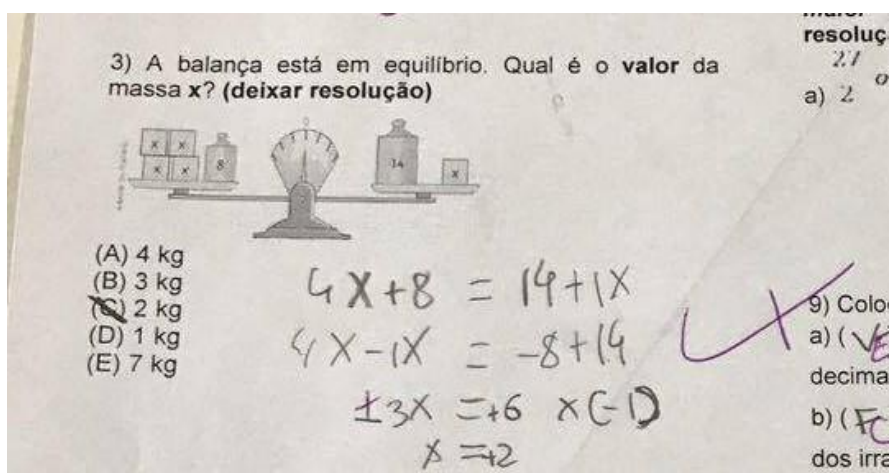 3) A balança está em equilíbrio. Qual é o valor da
massa x? (deixar resolução)
x x
x x
8
0
14
x
(A) 4 kg
(B) 3 kg
(C) 2 kg
(D) 1 kg
(E) 7 kg
4x+8 = 14+1x
4x-1x = -8+14
±3x =+6 x(-1)
x =+2
resoluç
a) 2
9) Colo
a) (
decima
b) ( F
dos irra